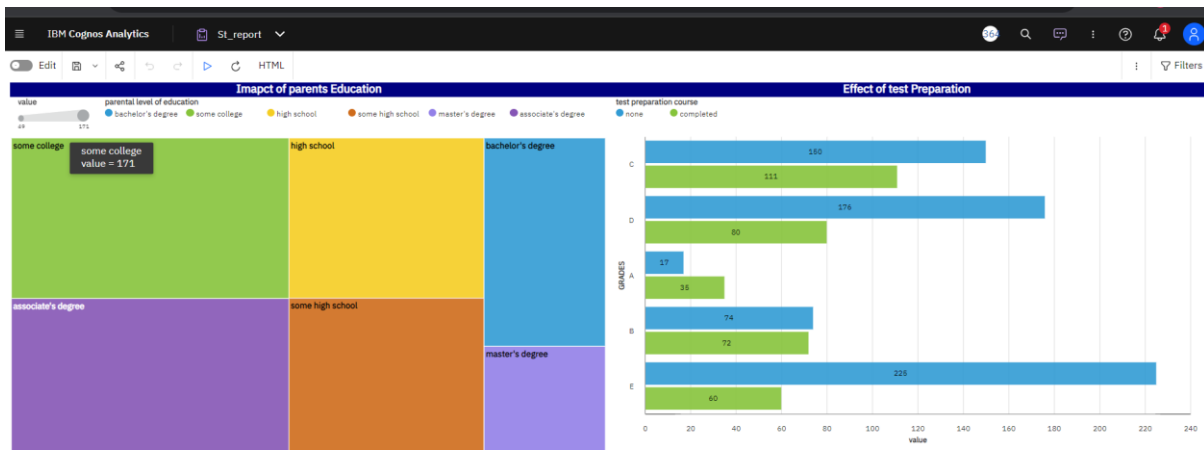 IBM Cognos Analytics
St_report
364
1
Edit
HTML
Filters
Imapct of parents Education
value
69
171
parental level of education
bachelor's degree
some college
high school
some high school
master's degree
associate's degree
some college
some college
value = 171
high school
bachelor's degree
associate's degree
some high school
master's degree
Effect of test Preparation
test preparation course
none
completed
GRADES
C
150
111
D
176
80
A
17
35
B
74
72
E
225
60
0 20 40 60 80 100 120 140 160 180 200 220 240
value